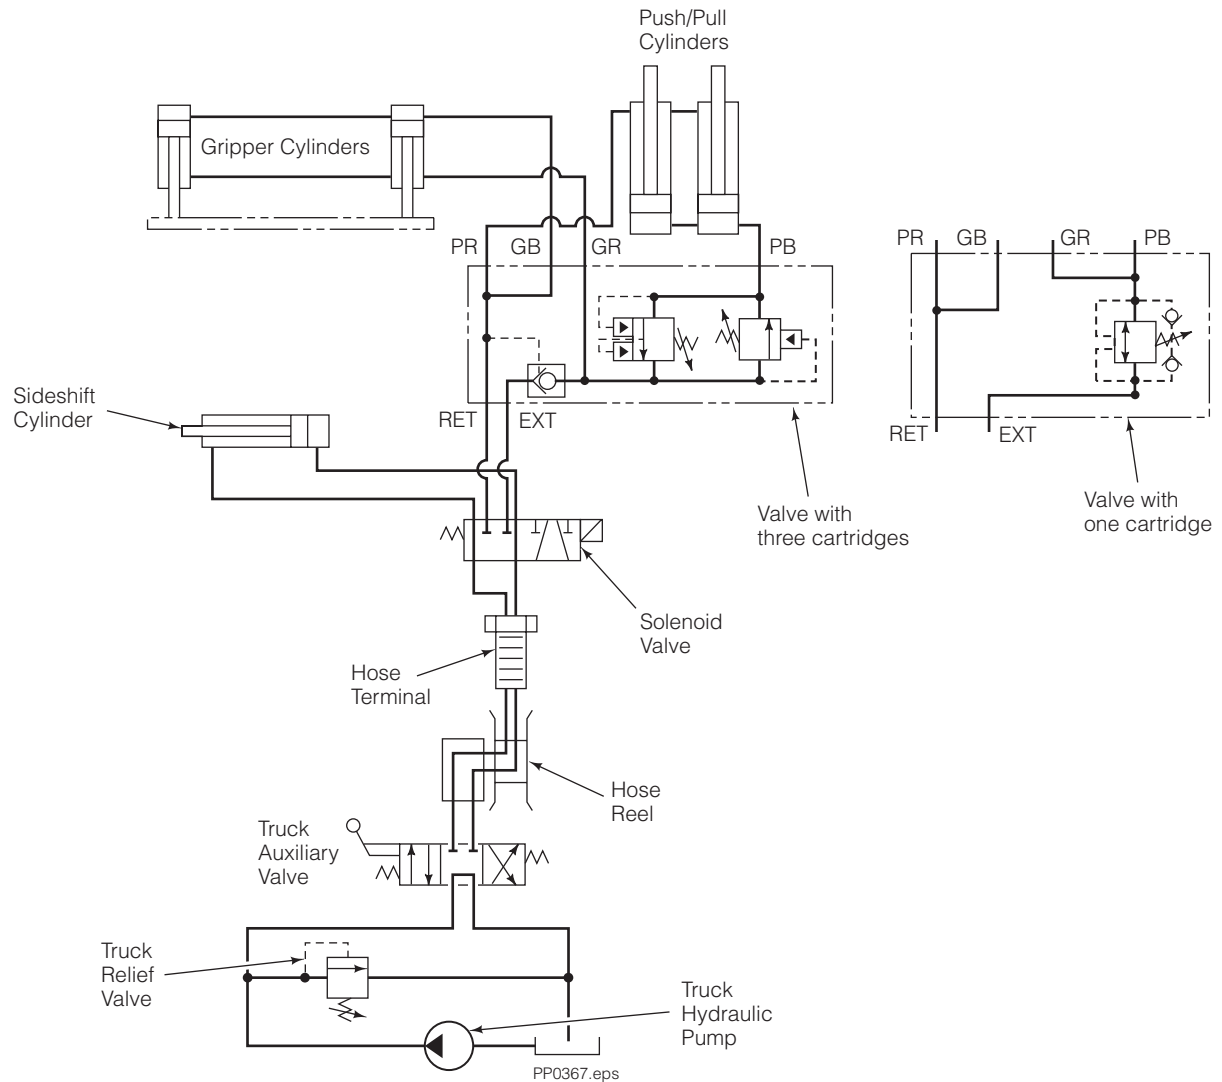 Push/Pull
Cylinders
Gripper Cylinders
PR
GB
GR
PB
PR
GB
GR
PB
Sideshift
Cylinder
RET
EXT
RET
EXT
Valve with
three cartridges
Valve with
one cartridge
Solenoid
Valve
Hose
Terminal
Hose
Reel
Truck
Auxiliary
Valve
Truck
Relief
Valve
Truck
Hydraulic
Pump
PP0367.eps